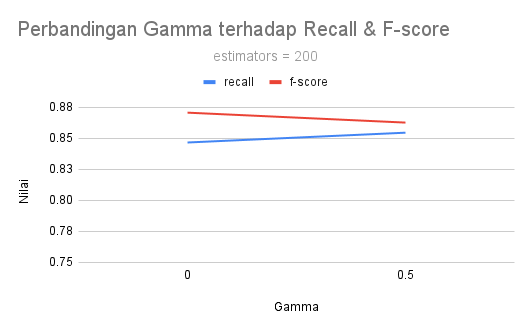 Perbandingan Gamma terhadap Recall & F-score
estimators = 200
recall f-score
0.88
0.85
0.83
0.80
0.78
0.75
Nilai
0 0.5
Gamma